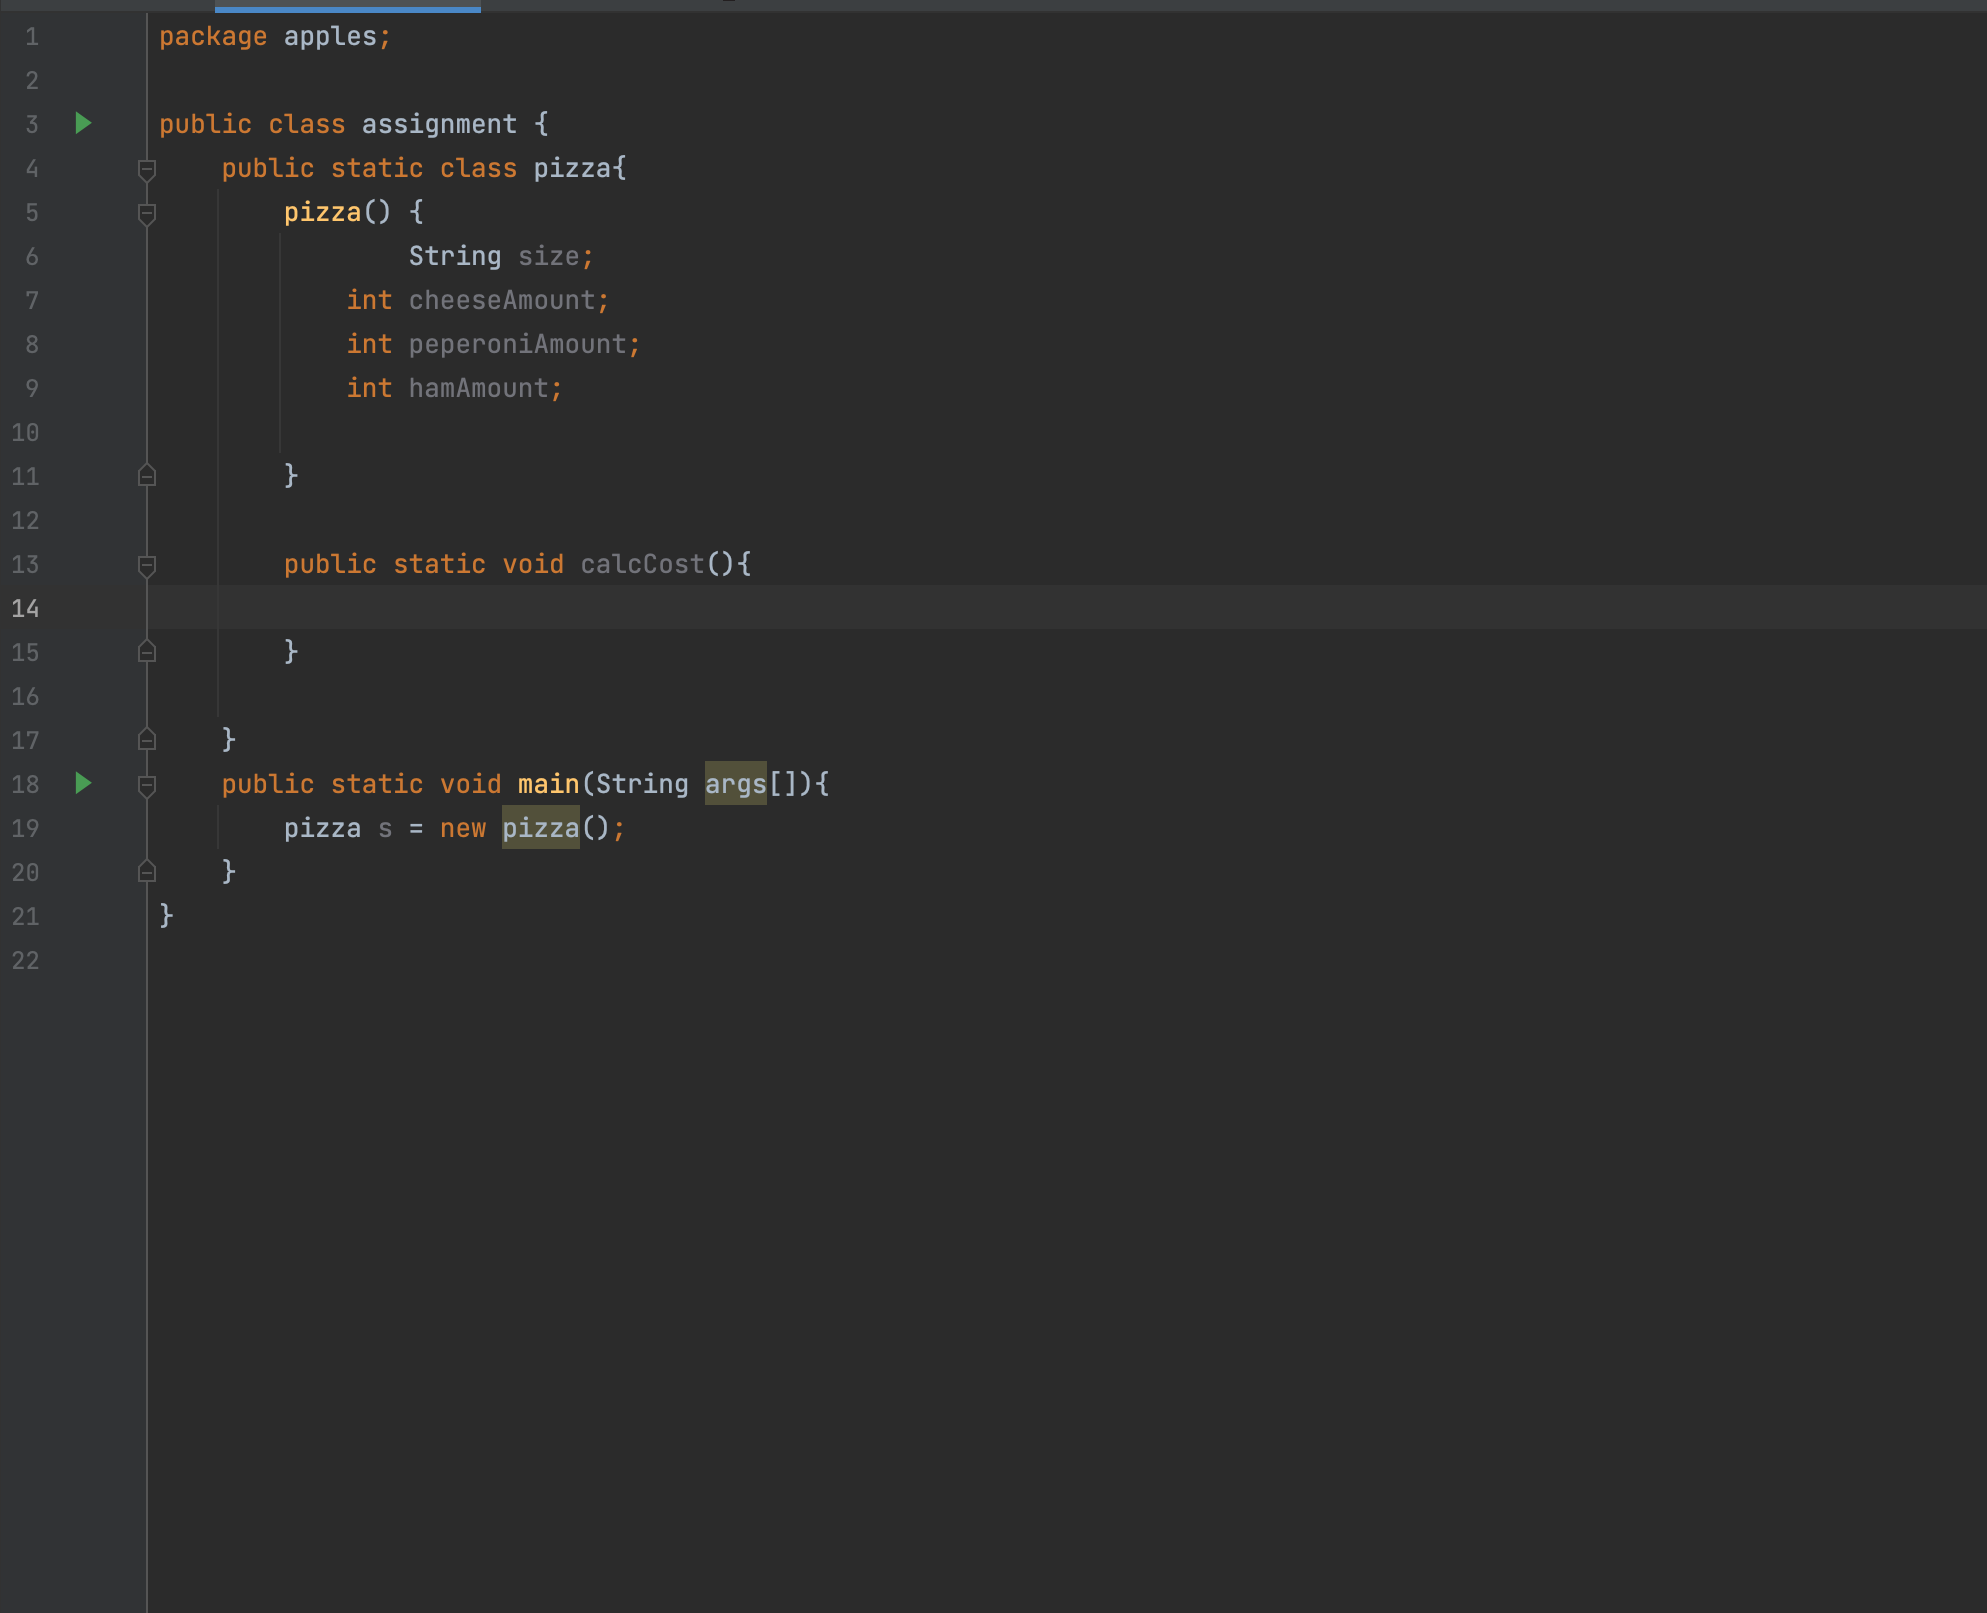 1 package apples;
2
3 public class assignment {
4 public static class pizza{
5 pizza() {
6 String size;
7 int cheeseAmount;
8 int peperoniAmount;
9 int hamAmount;
10
11 }
12
13 public static void calcCost(){
14
15 }
16
17 }
18 public static void main(String args[]){
19 pizza s = new pizza();
20 }
21 }
22